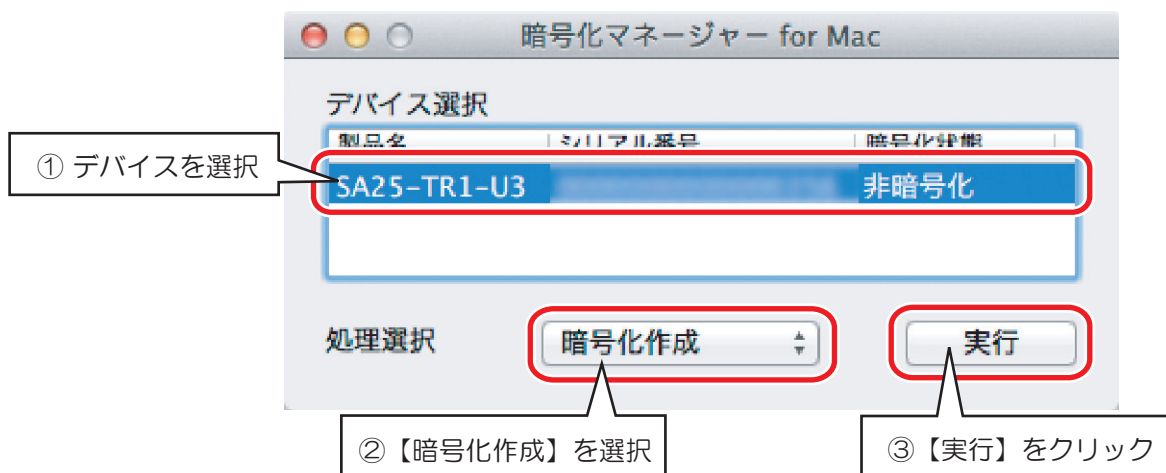 暗号化マネージャー for Mac
デバイス選択
製品名 シリアル番号 暗号化状態
① デバイスを選択
SA25-TR1-U3 非暗号化
処理選択 暗号化作成 実行
②【暗号化作成】を選択 ③【実行】をクリック